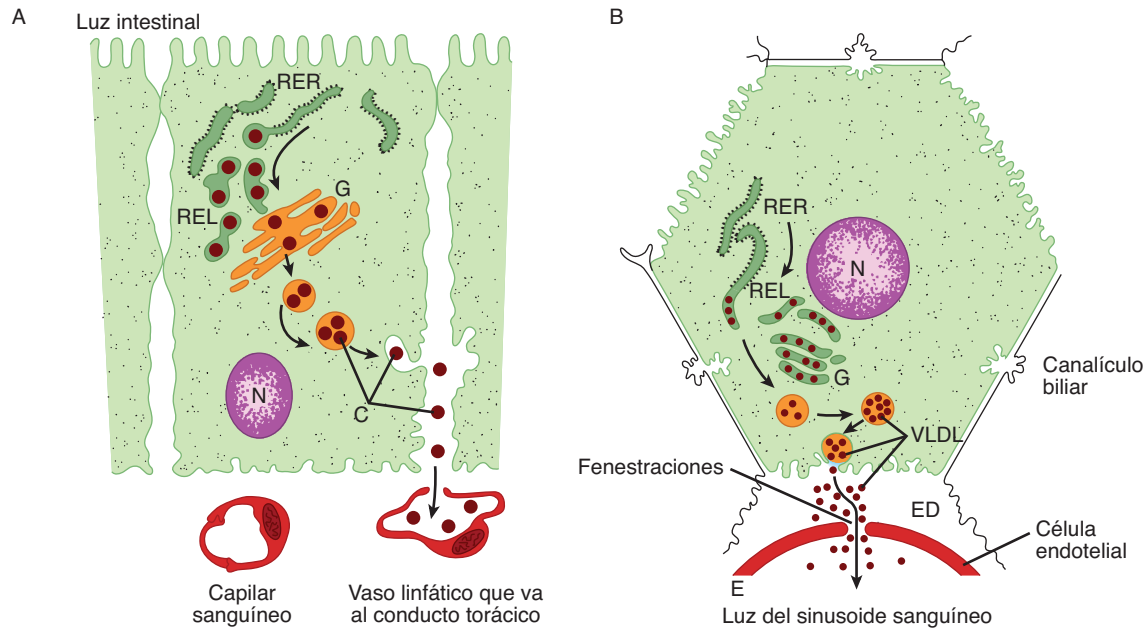 A
Luz intestinal
RER
REL
G
N
C
Capilar
sanguíneo
Vaso linfático que va
al conducto torácico
B
RER
N
REL
G
Canalículo
biliar
VLDL
Fenestraciones
ED
Célula
endotelial
E
Luz del sinusoide sanguíneo